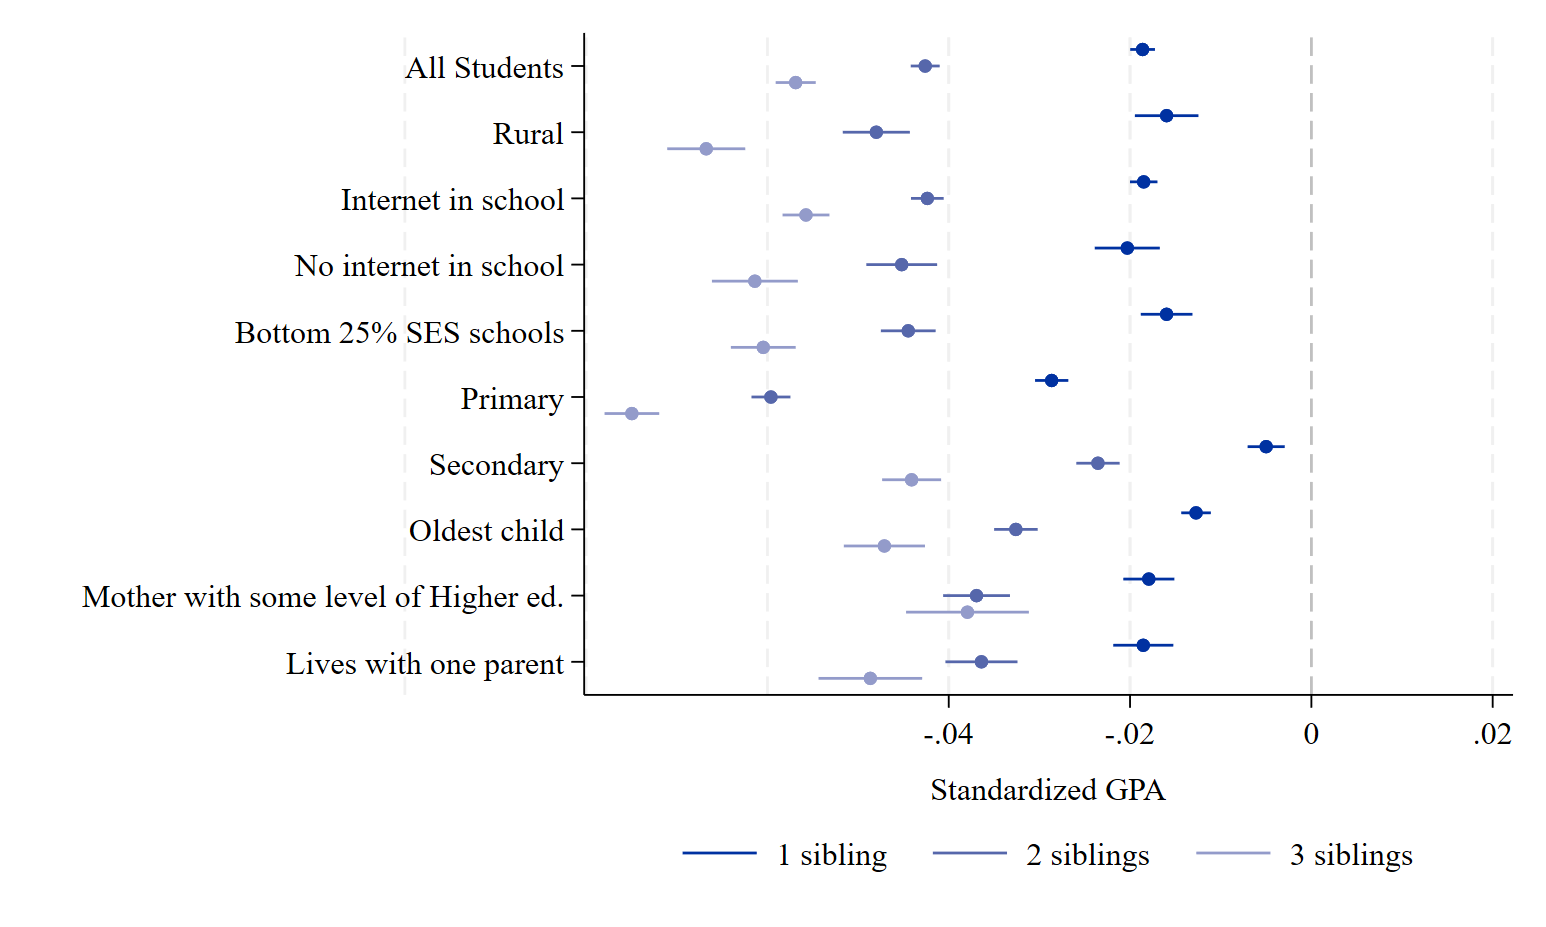 All Students
Rural
Internet in school
No internet in school
Bottom 25% SES schools
Primary
Secondary
Oldest child
Mother with some level of Higher ed.
Lives with one parent
-.04 -.02 0 .02
Standardized GPA
1 sibling 2 siblings 3 siblings